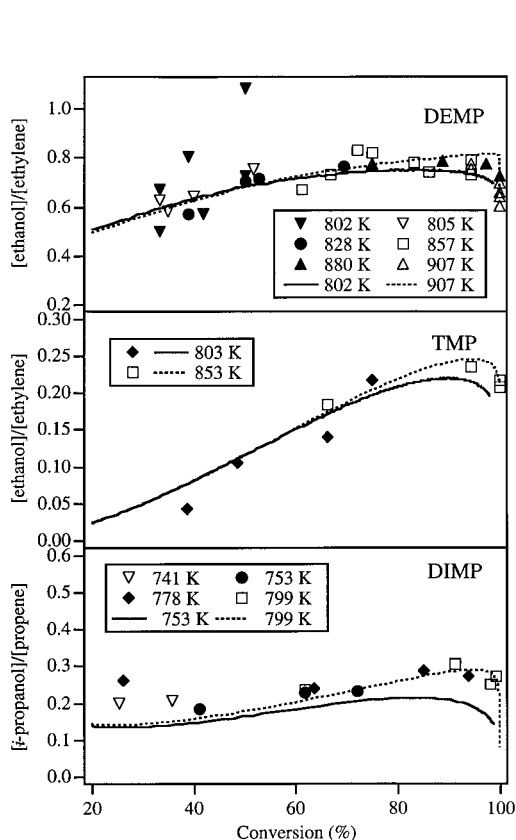 DEMP
1.0
0.8
0.6
0.4
0.2
[ethanol]/[ethylene]
802 K 805 K
828 K 857 K
880 K 907 K
802 K 907 K
TMP
0.30
0.25
0.20
0.15
0.10
0.05
0.00
[ethanol]/[ethylene]
803 K
853 K
DIMP
0.6
0.5
0.4
0.3
0.2
0.1
0.0
[i-propanol]/[propene]
741 K 753 K
778 K 799 K
753 K 799 K
20 40 60 80 100
Conversion (%)